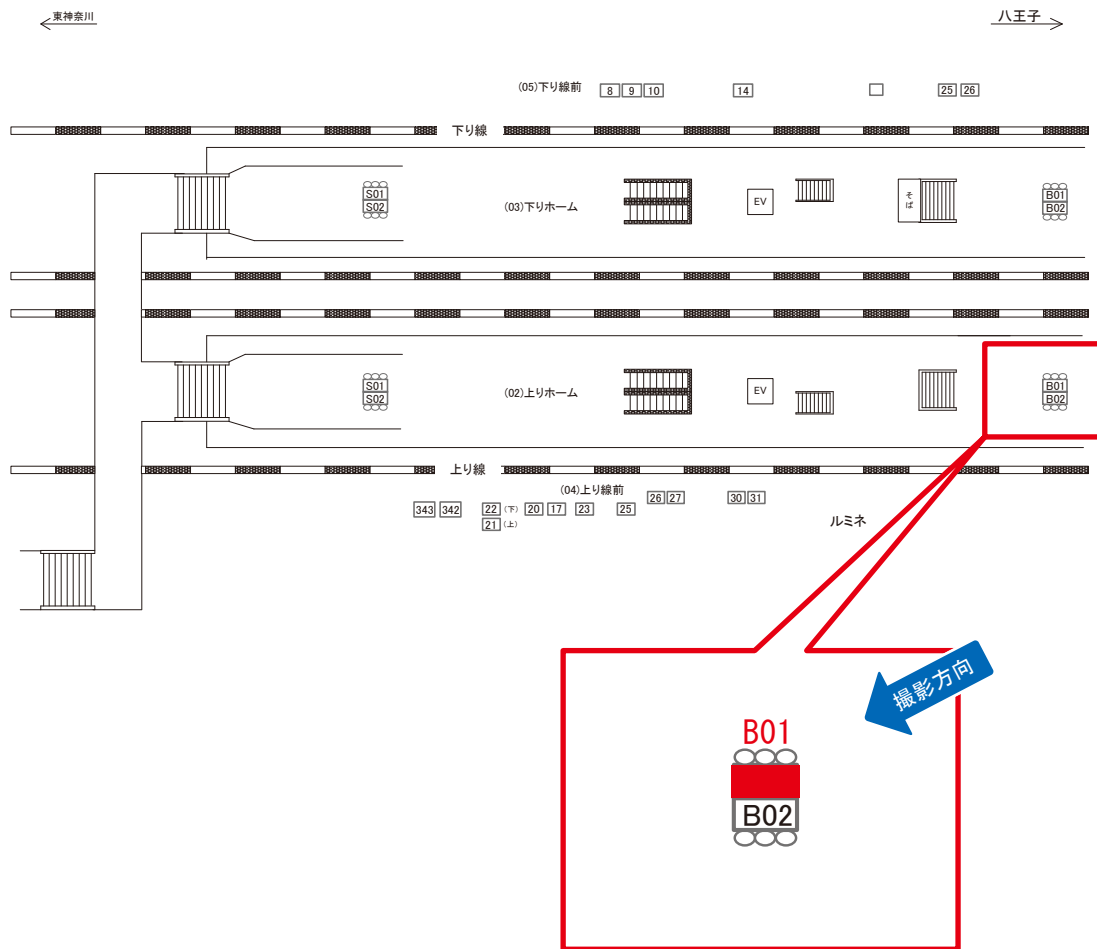 東神奈川
八王子
(05)下り線前 8 9 10 14 25 26
下り線
S01
S02
(03)下りホーム
EV
そば
B01
B02
S01
S02
(02)上りホーム
EV
B01
B02
上り線
(04)上り線前
26 27 30 31
343 342 22 (下) 20 17 23 25
21 (上)
ルミネ
撮影方向
B01
B02